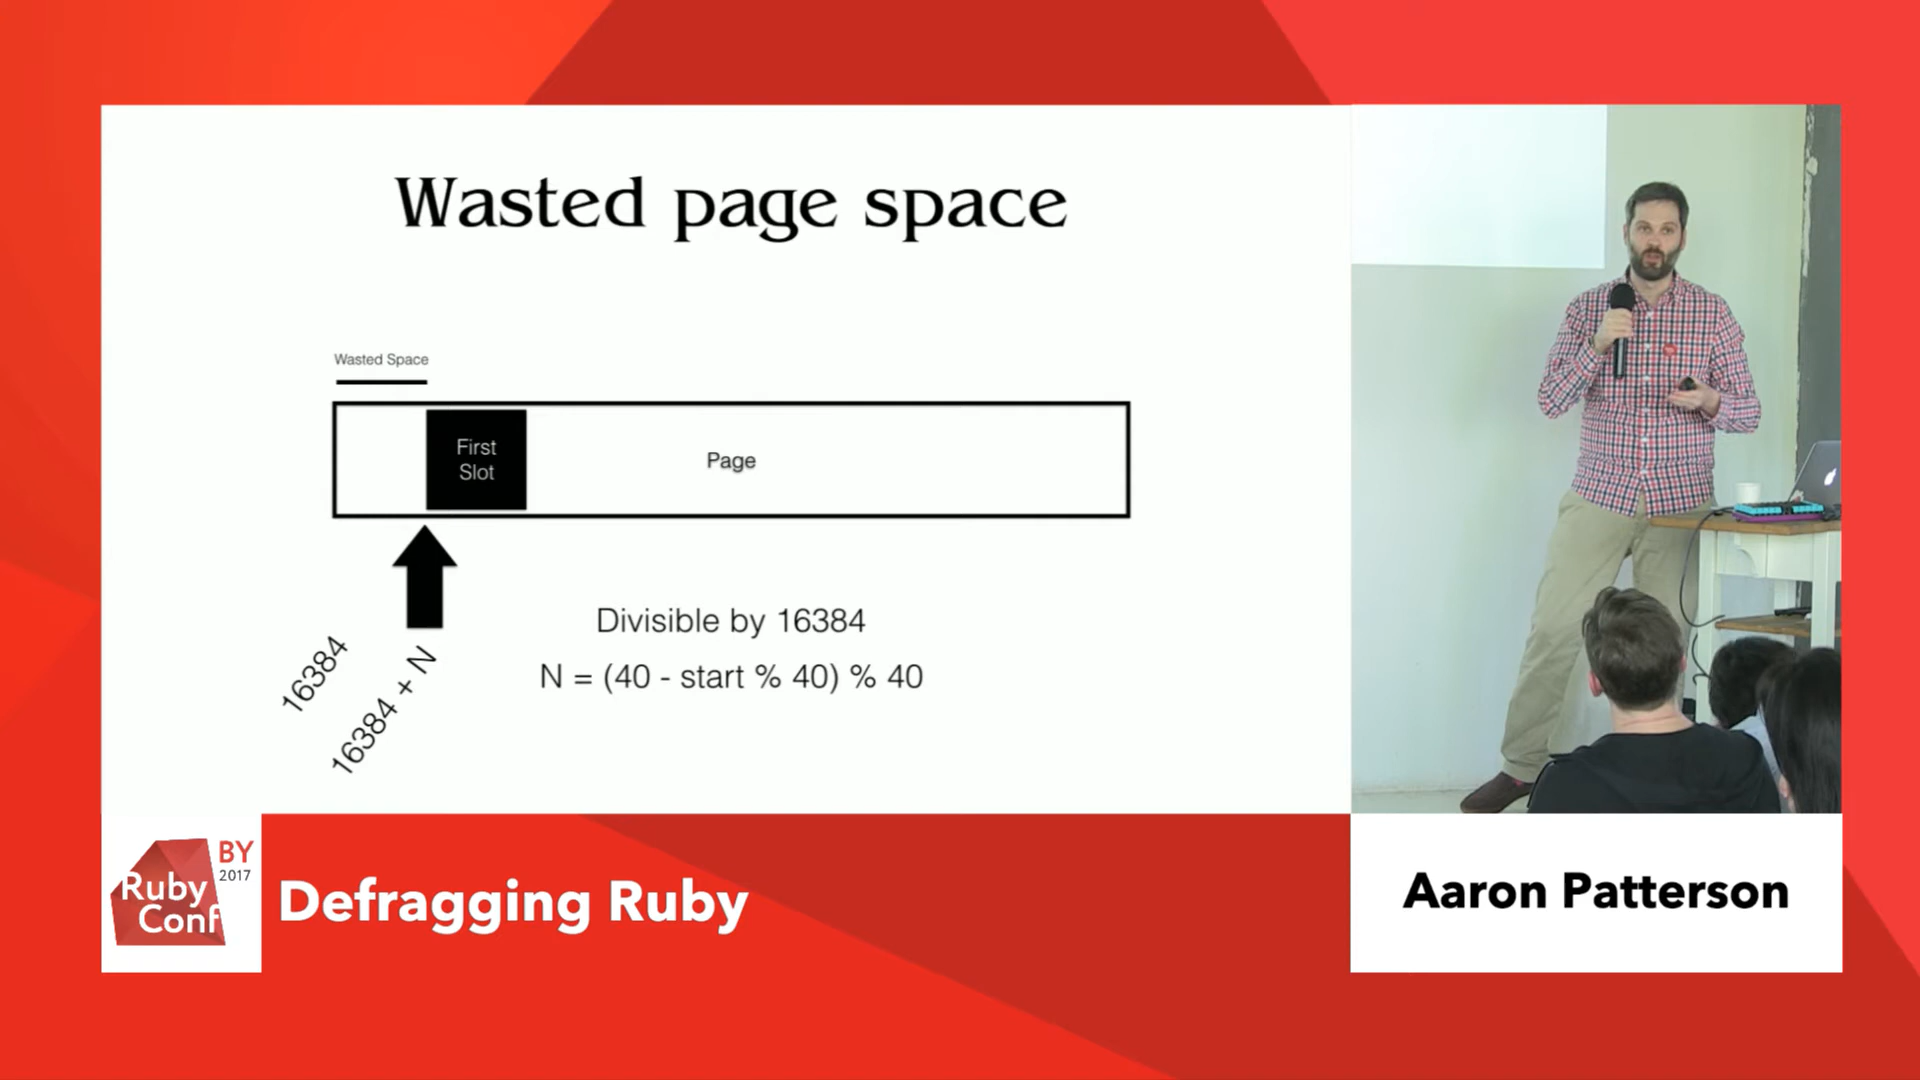 Wasted page space
Wasted Space
First
Slot
Page
16384
16384 + N
Divisible by 16384
N = (40 - start % 40) % 40
Ruby
Conf
BY
2017
Defragging Ruby
Aaron Patterson